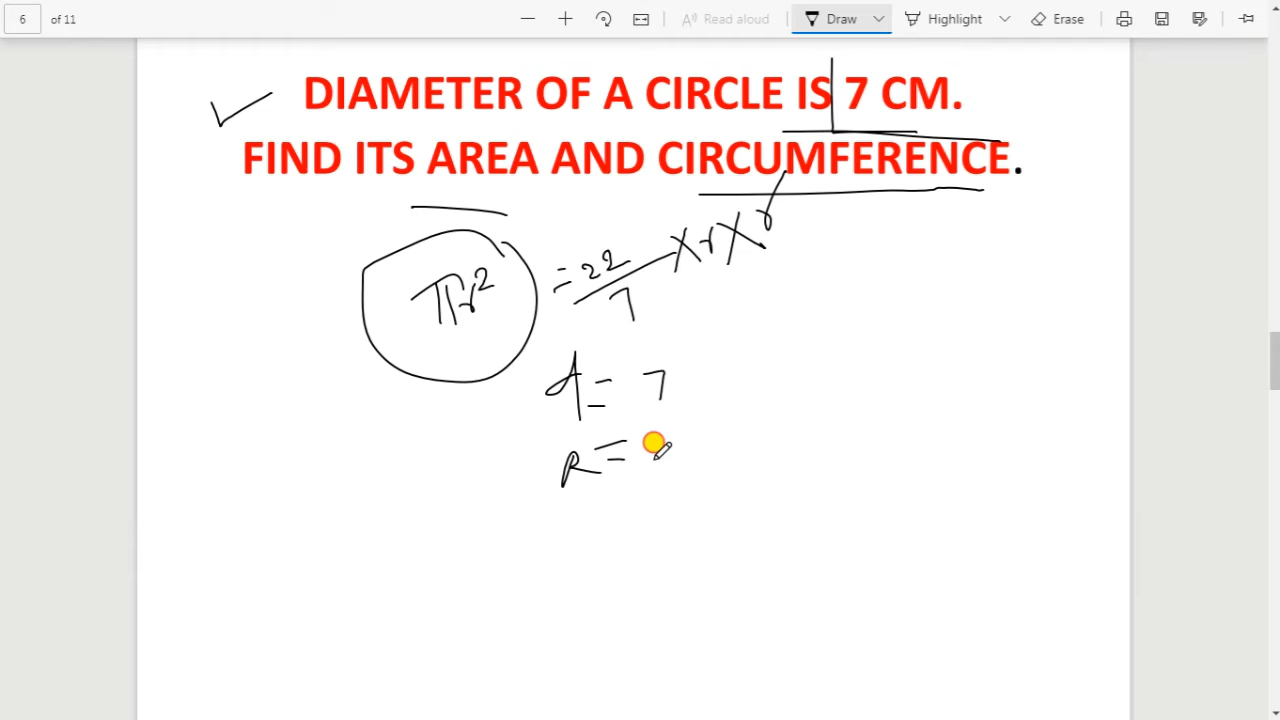 6 of 11 Read aloud Draw Highlight Erase
DIAMETER OF A CIRCLE IS 7 CM.
FIND ITS AREA AND CIRCUMFERENCE.
πr² = 22/7 X r X r
d = 7
R =